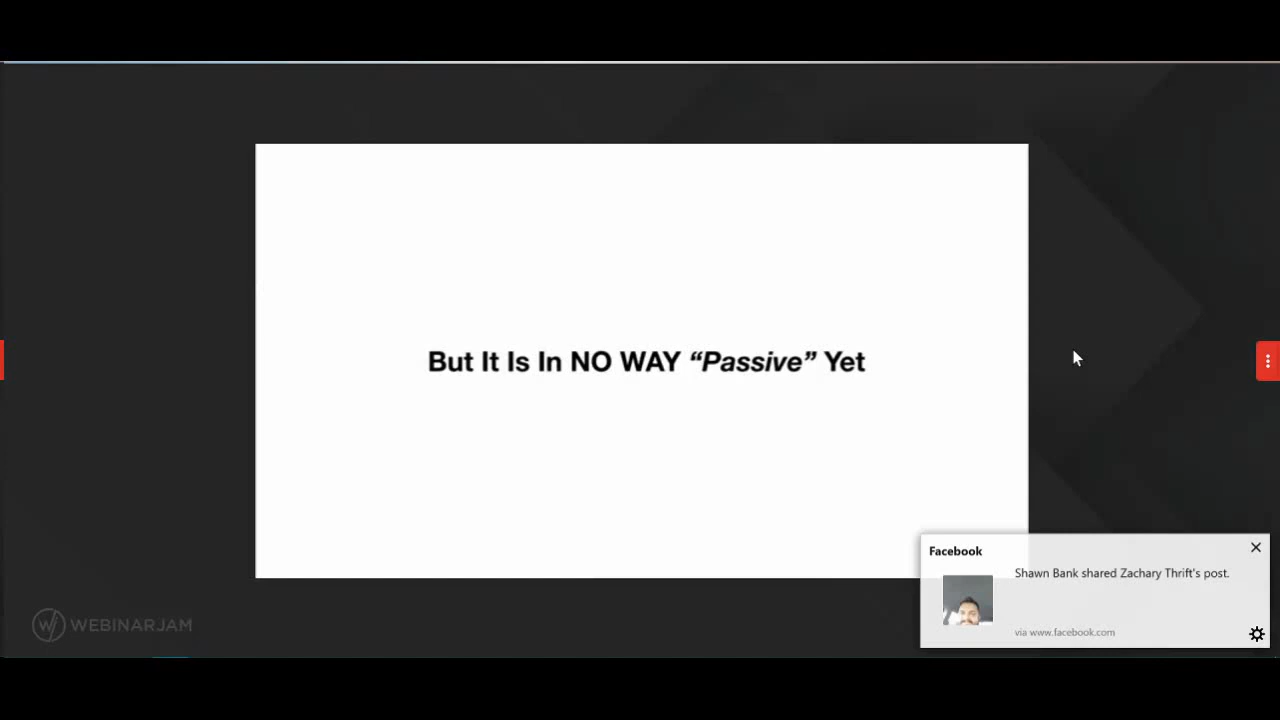 But It Is In NO WAY “Passive” Yet
Facebook
Shawn Bank shared Zachary Thrift's post.
via www.facebook.com
WEBINARJAM